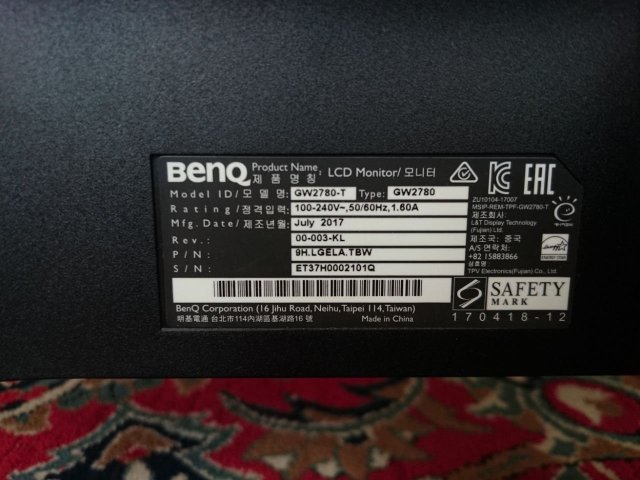 BenQ Product Name: LCD Monitor/모니터
제 품 명 칭
Model ID/모 델 명: GW2780-T Type: GW2780
Rating/정격입력: 100-240V~,50/60Hz,1.60A
Mfg. Date/제조년월: July 2017
Rev.: 00-003-KL
P/N: 9H.LGELA.TBW
S/N: ET37H0002101Q
BenQ Corporation (16 Jihu Road, Neihu,Taipei 114,Taiwan)
明基電通 台北市114內湖區基湖路16 號 Made in China
EAC
ZU10104-17007
MSIP-REM-TPF-GW2780-T
제조회사:
L&T Display Technology
(Fujian) Ltd.
제조국: 중국
+82 15883866
상호명:
TPV Electronics(Fujian) Co., Ltd.
SAFETY
MARK
170418-12